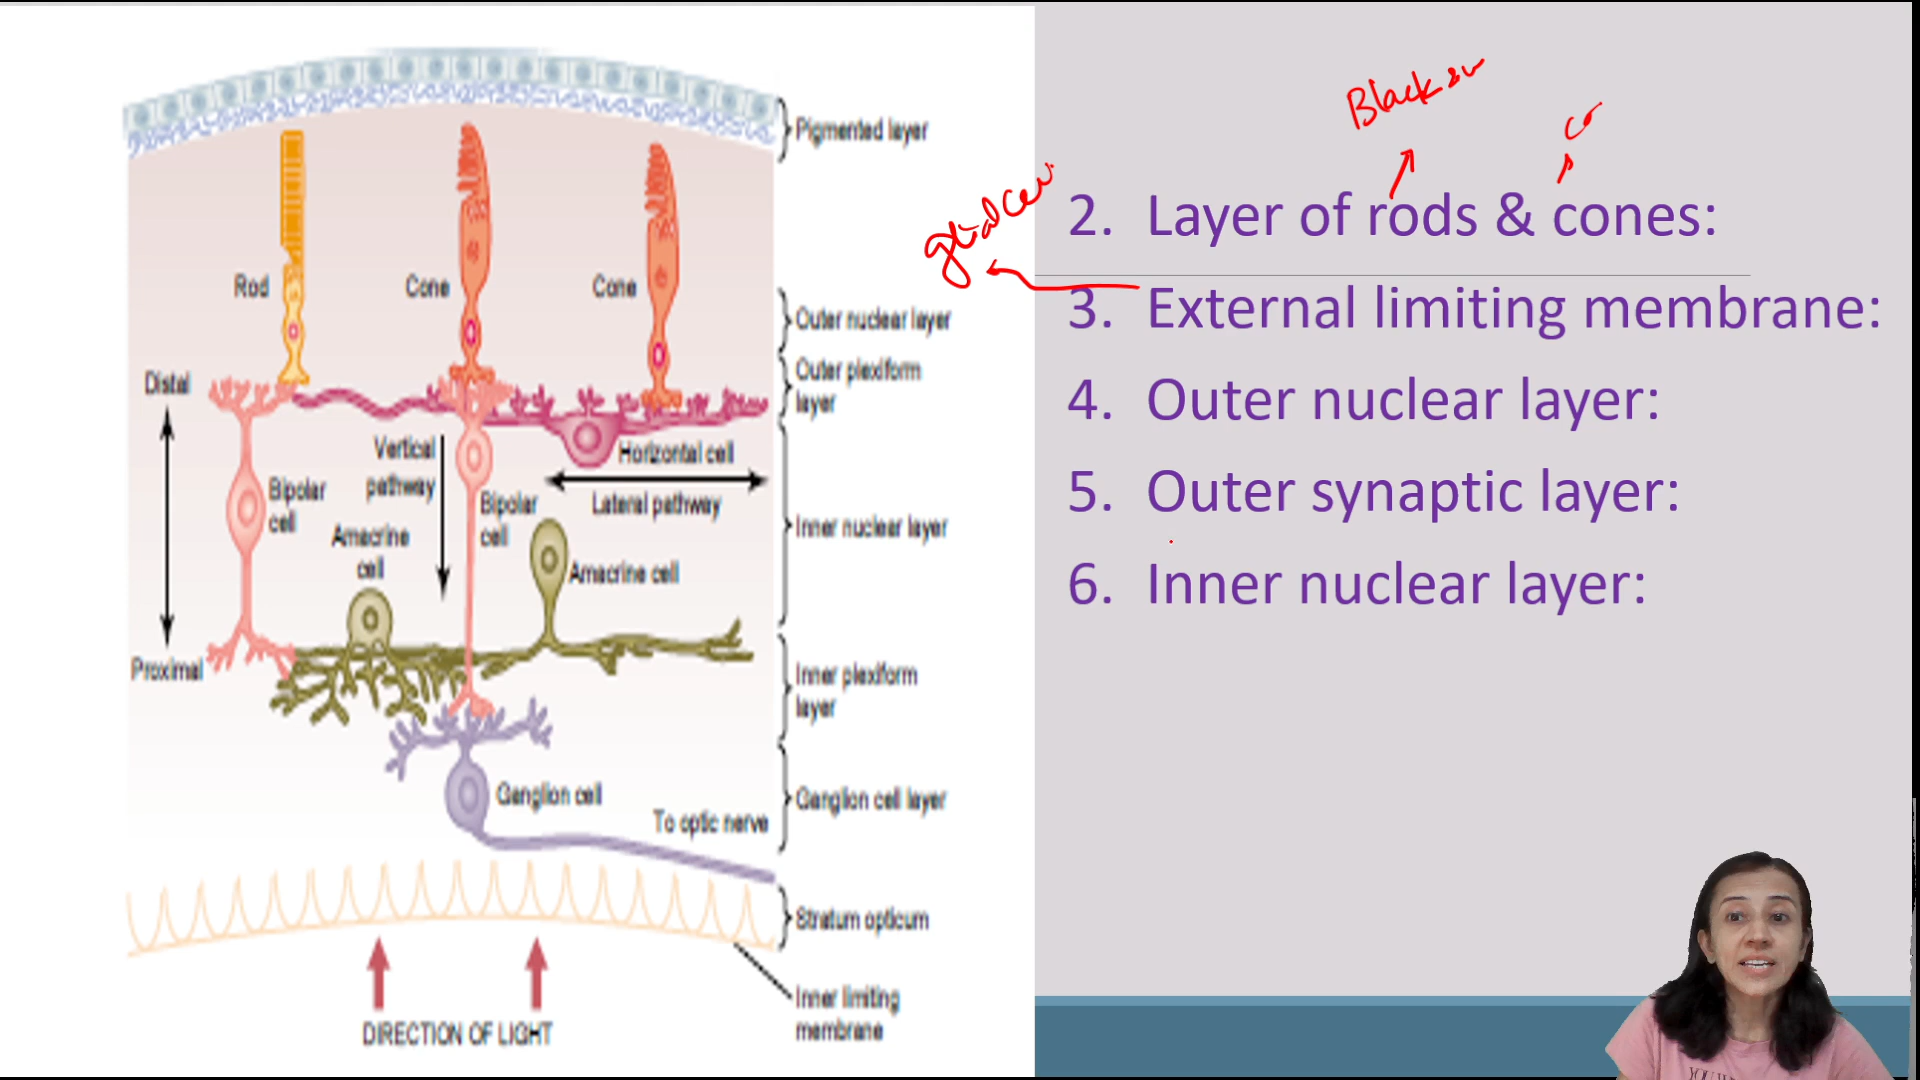 Pigmented layer
Rod
Cone
Cone
Outer nuclear layer
Distal
Outer plexiform
layer
Vertical
pathway
Horizontal cell
Lateral pathway
Bipolar
cell
Bipolar
cell
Inner nuclear layer
Amacrine
cell
Amacrine cell
Proximal
Inner plexiform
layer
Ganglion cell
Ganglion cell layer
To optic nerve
Stratum opticum
Inner limiting
membrane
DIRECTION OF LIGHT
Black &
co
2. Layer of rods & cones:
glial
3. External limiting membrane:
4. Outer nuclear layer:
5. Outer synaptic layer:
6. Inner nuclear layer: